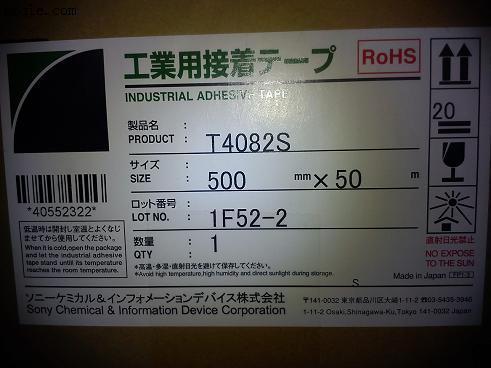 工業用接着テープ
RoHS
INDUSTRIAL ADHESIVE TAPE
製品名 :
PRODUCT : T4082S
20
サイズ :
SIZE : 500 mm × 50 m
*40552322*
ロット番号 :
LOT NO. : 1F52-2
低温時は開封し室温とよくなじ
ませてから使用してください。
When it is cold,open the package
and let the industrial adhesive
tape stand until its temperature
reaches the room temperature.
数量 :
QTY : 1
直射日光禁止
NO EXPOSE
TO THE SUN
*高温・多湿・直射日光を避けて保存してください。
*Avoid high temperature,high humidity and direct sunlight during storage.
S
Made in Japan
ソニーケミカル&インフォメーションデバイス株式会社
Sony Chemical & Information Device Corporation
〒141-0032 東京都品川区大崎1-11-2
1-11-2 Osaki,Shinagawa-Ku,Tokyo 141-0032 Japan